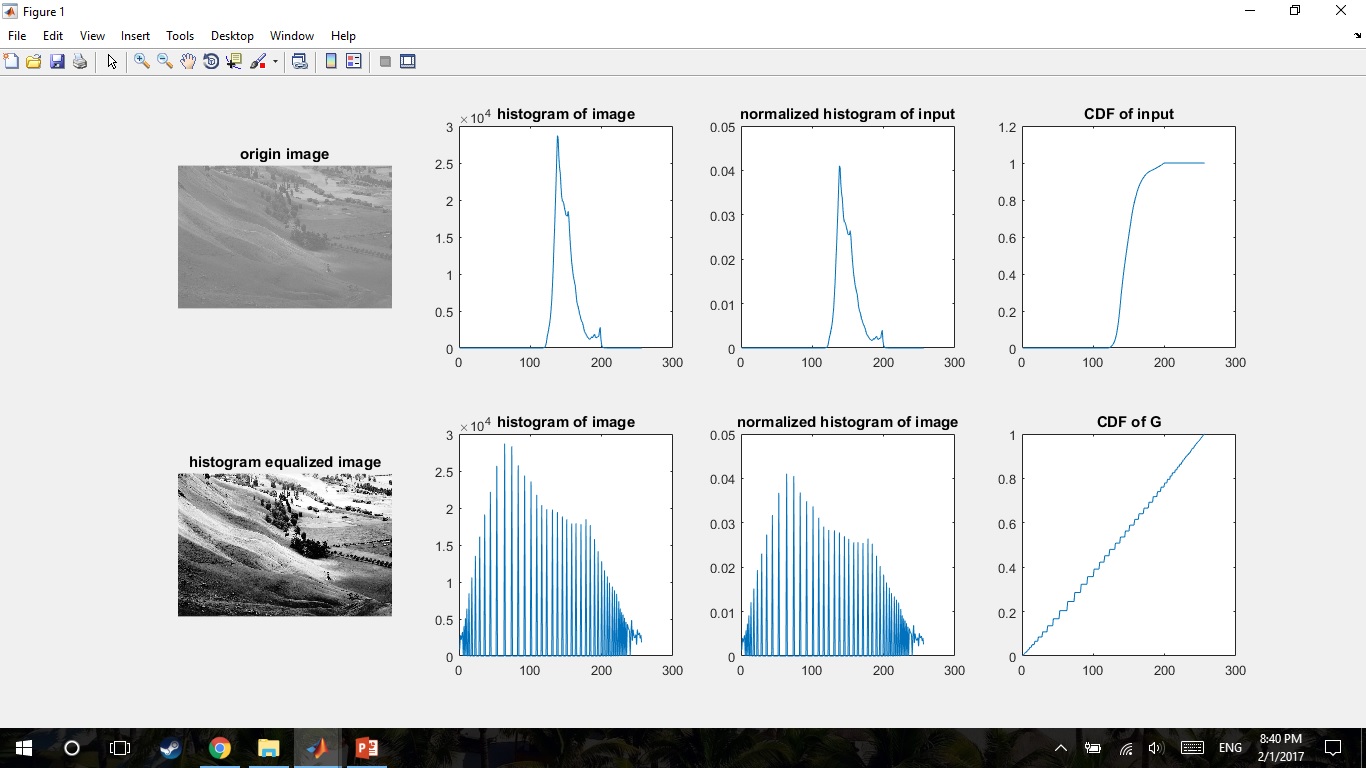 Figure 1
File Edit View Insert Tools Desktop Window Help
origin image
×10^4 histogram of image
3
2.5
2
1.5
1
0.5
0
0 100 200 300
normalized histogram of input
0.05
0.04
0.03
0.02
0.01
0
0 100 200 300
CDF of input
1.2
1
0.8
0.6
0.4
0.2
0
0 100 200 300
histogram equalized image
×10^4 histogram of image
3
2.5
2
1.5
1
0.5
0
0 100 200 300
normalized histogram of image
0.05
0.04
0.03
0.02
0.01
0
0 100 200 300
CDF of G
1
0.8
0.6
0.4
0.2
0
0 100 200 300
ENG
8:40 PM
2/1/2017